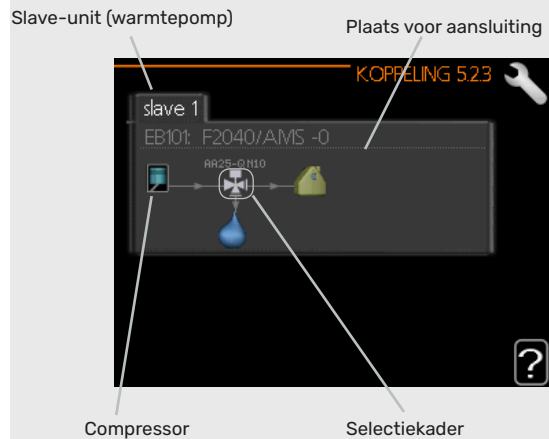 Slave-unit (warmtepomp)
Plaats voor aansluiting
KOPPELING 5.2.3
slave 1
EB101: F2040/AMS -0
AA25-QN10
?
Compressor
Selectiekader